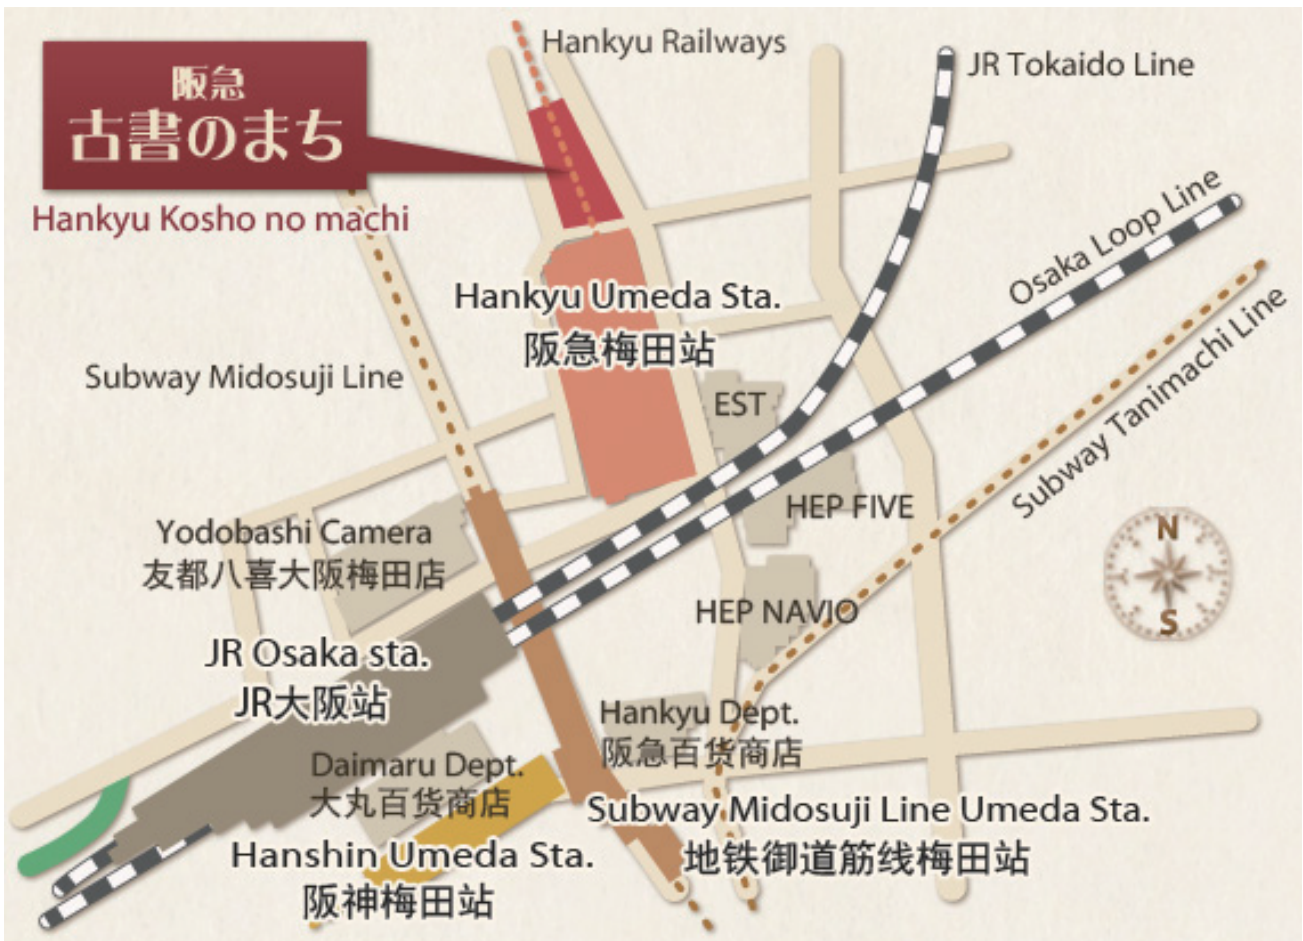 Hankyu Railways
JR Tokaido Line
阪急
古書のまち
Hankyu Kosho no machi
Osaka Loop Line
Hankyu Umeda Sta.
阪急梅田站
Subway Tanimachi Line
Subway Midosuji Line
EST
HEP FIVE
Yodobashi Camera
友都八喜大阪梅田店
N
S
HEP NAVIO
JR Osaka sta.
JR大阪站
Hankyu Dept.
阪急百货商店
Daimaru Dept.
大丸百货商店
Subway Midosuji Line Umeda Sta.
地铁御道筋线梅田站
Hanshin Umeda Sta.
阪神梅田站